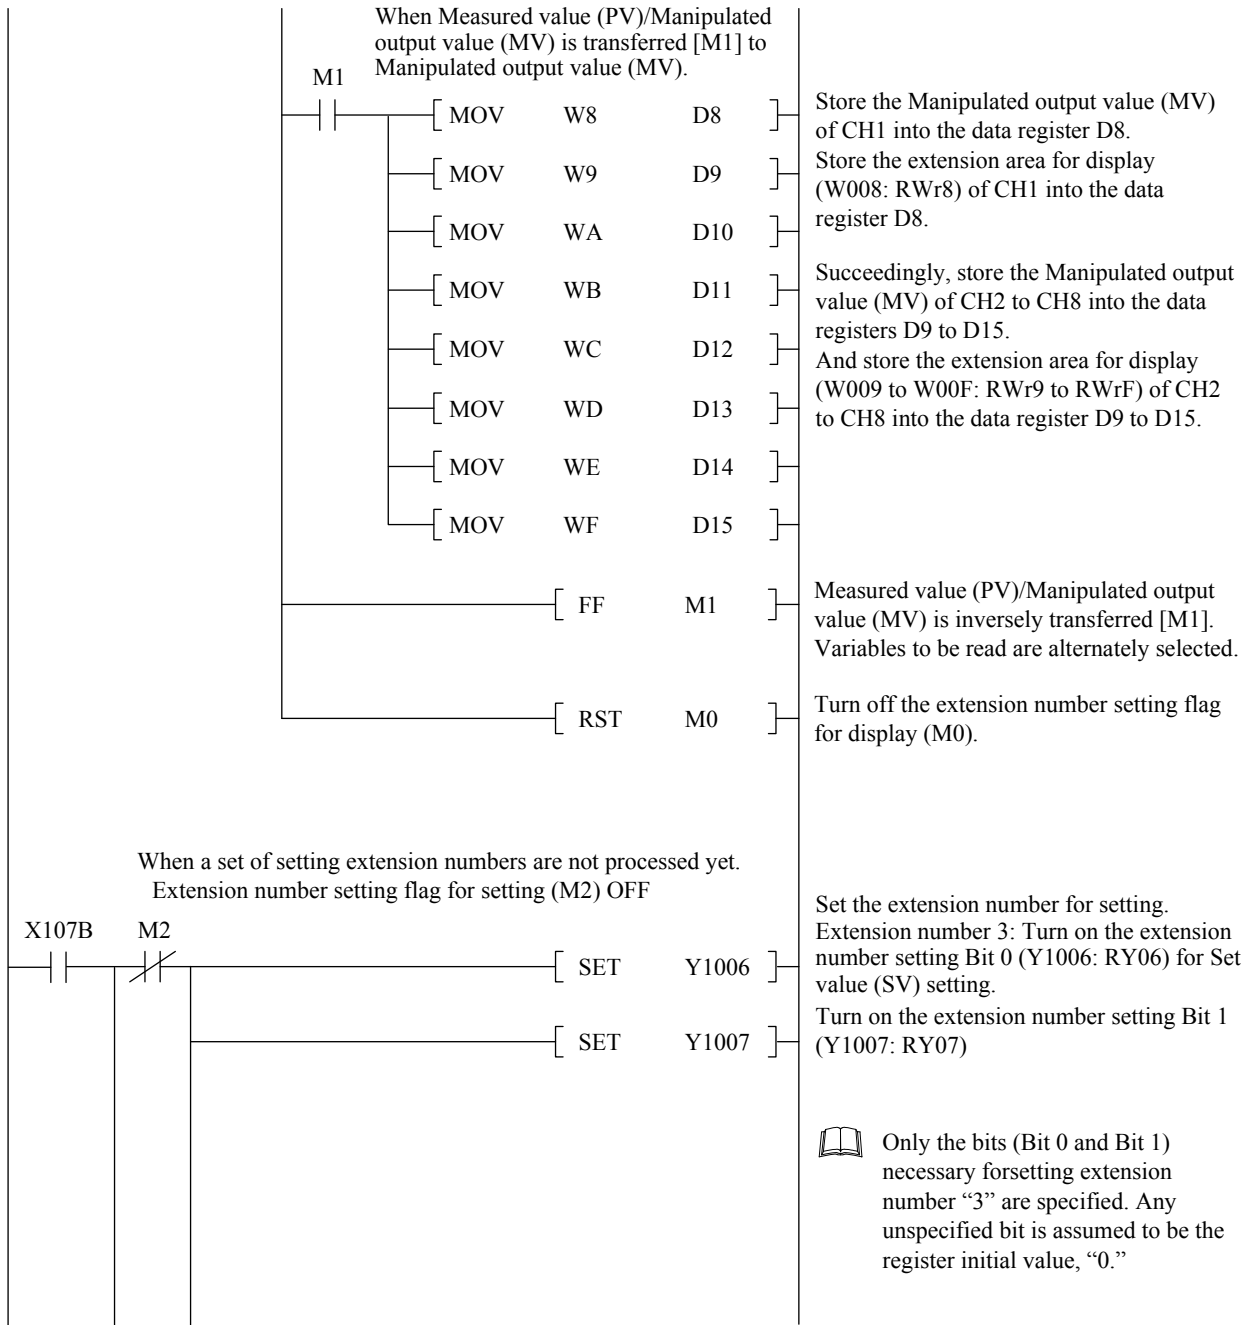 When Measured value (PV)/Manipulated
output value (MV) is transferred [M1] to
Manipulated output value (MV).
M1
MOV W8 D8
MOV W9 D9
MOV WA D10
MOV WB D11
MOV WC D12
MOV WD D13
MOV WE D14
MOV WF D15
Store the Manipulated output value (MV)
of CH1 into the data register D8.
Store the extension area for display
(W008: RWr8) of CH1 into the data
register D8.
Succeedingly, store the Manipulated output
value (MV) of CH2 to CH8 into the data
registers D9 to D15.
And store the extension area for display
(W009 to W00F: RWr9 to RWrF) of CH2
to CH8 into the data register D9 to D15.
FF M1
Measured value (PV)/Manipulated output
value (MV) is inversely transferred [M1].
Variables to be read are alternately selected.
RST M0
Turn off the extension number setting flag
for display (M0).
When a set of setting extension numbers are not processed yet.
Extension number setting flag for setting (M2) OFF
X107B M2
SET Y1006
Set the extension number for setting.
Extension number 3: Turn on the extension
number setting Bit 0 (Y1006: RY06) for Set
value (SV) setting.
SET Y1007
Turn on the extension number setting Bit 1
(Y1007: RY07)
Only the bits (Bit 0 and Bit 1)
necessary forsetting extension
number “3” are specified. Any
unspecified bit is assumed to be the
register initial value, “0.”